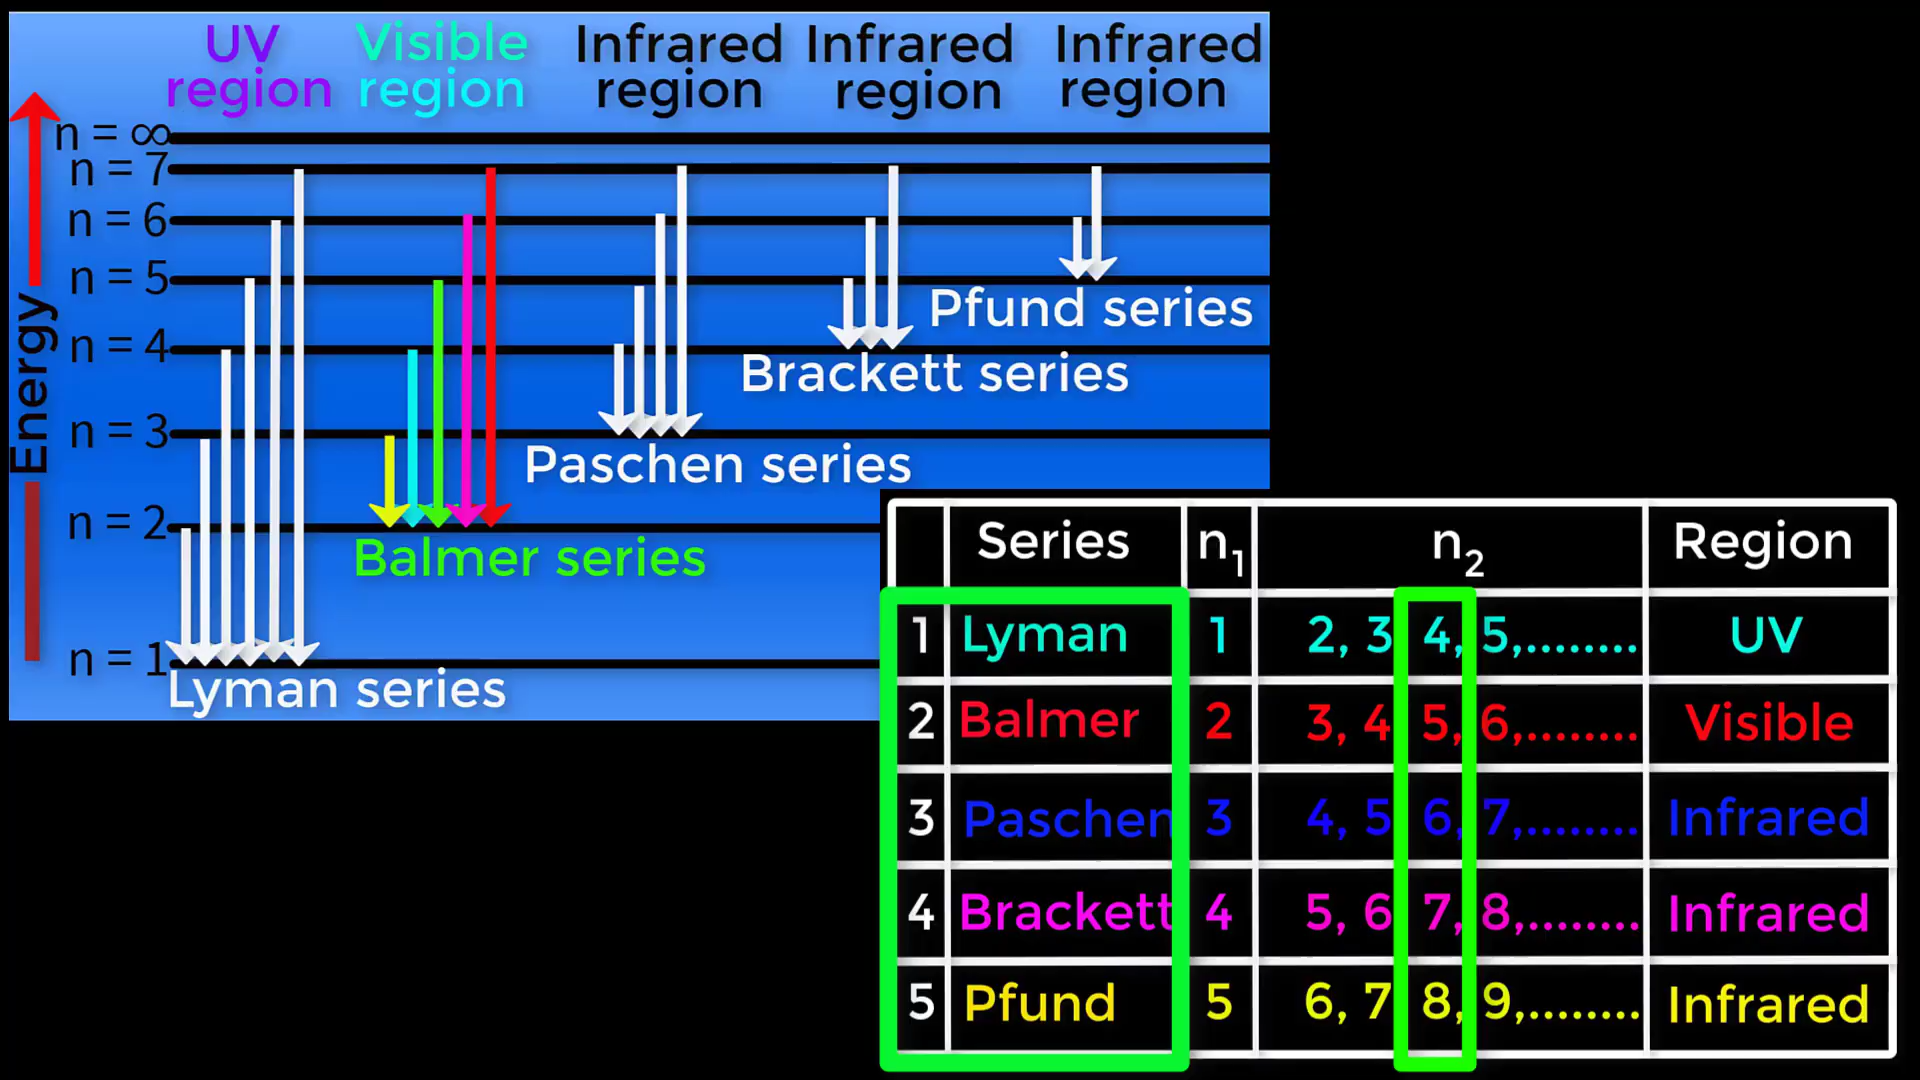 UV region
Visible region
Infrared region
Infrared region
Infrared region
n = ∞
n = 7
n = 6
n = 5
n = 4
n = 3
n = 2
n = 1
Energy
Pfund series
Brackett series
Paschen series
Balmer series
Lyman series
Series n₁ n₂ Region
1 Lyman 1 2, 3 4, 5,........ UV
2 Balmer 2 3, 4 5, 6,........ Visible
3 Paschen 3 4, 5 6, 7,........ Infrared
4 Brackett 4 5, 6 7, 8,........ Infrared
5 Pfund 5 6, 7 8, 9,........ Infrared